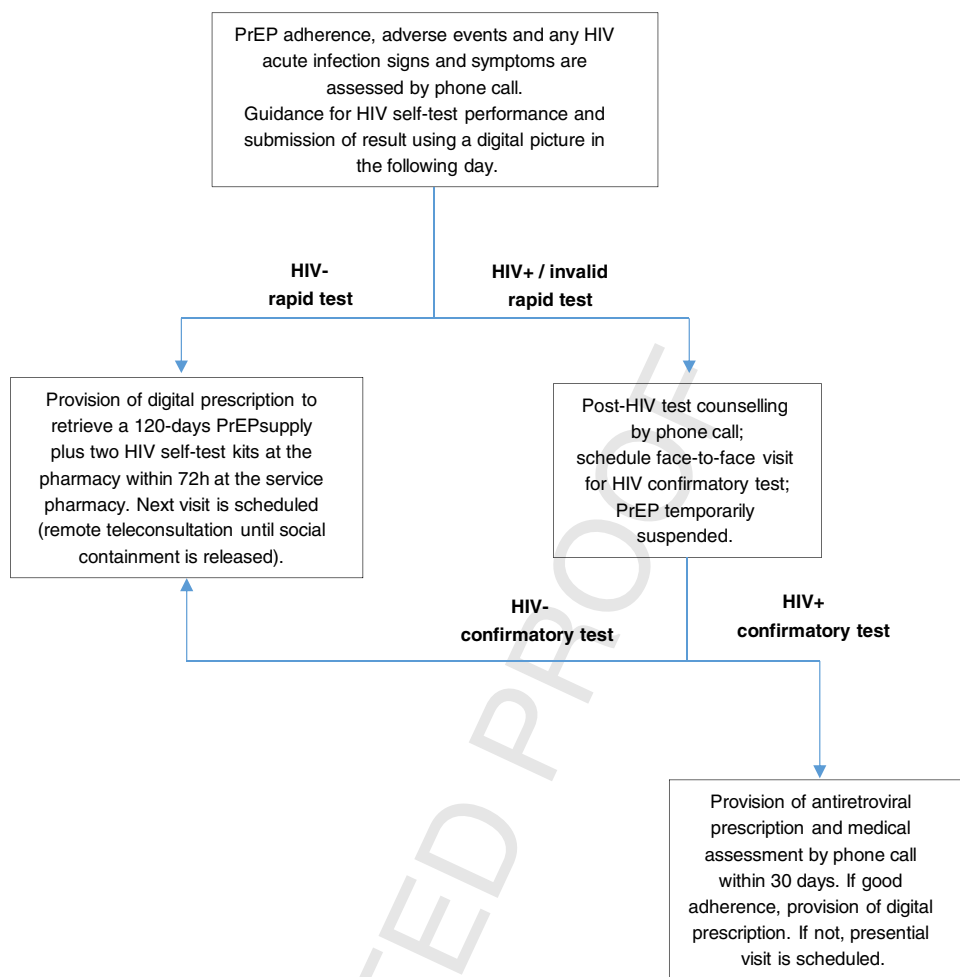 PrEP adherence, adverse events and any HIV
acute infection signs and symptoms are
assessed by phone call.
Guidance for HIV self-test performance and
submission of result using a digital picture in
the following day.
HIV-
rapid test
HIV+ / invalid
rapid test
Provision of digital prescription to
retrieve a 120-days PrEPsupply
plus two HIV self-test kits at the
pharmacy within 72h at the service
pharmacy. Next visit is scheduled
(remote teleconsultation until social
containment is released).
Post-HIV test counselling
by phone call;
schedule face-to-face visit
for HIV confirmatory test;
PrEP temporarily
suspended.
HIV-
confirmatory test
HIV+
confirmatory test
Provision of antiretroviral
prescription and medical
assessment by phone call
within 30 days. If good
adherence, provision of digital
prescription. If not, presential
visit is scheduled.
TED PROOF